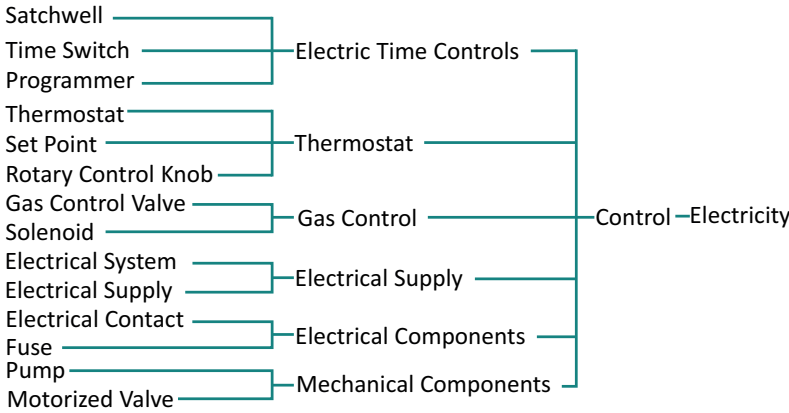 Satchwell
Time Switch
Programmer
Electric Time Controls
Thermostat
Set Point
Rotary Control Knob
Thermostat
Gas Control Valve
Solenoid
Gas Control
Electrical System
Electrical Supply
Electrical Supply
Electrical Contact
Fuse
Electrical Components
Pump
Motorized Valve
Mechanical Components
Control
Electricity